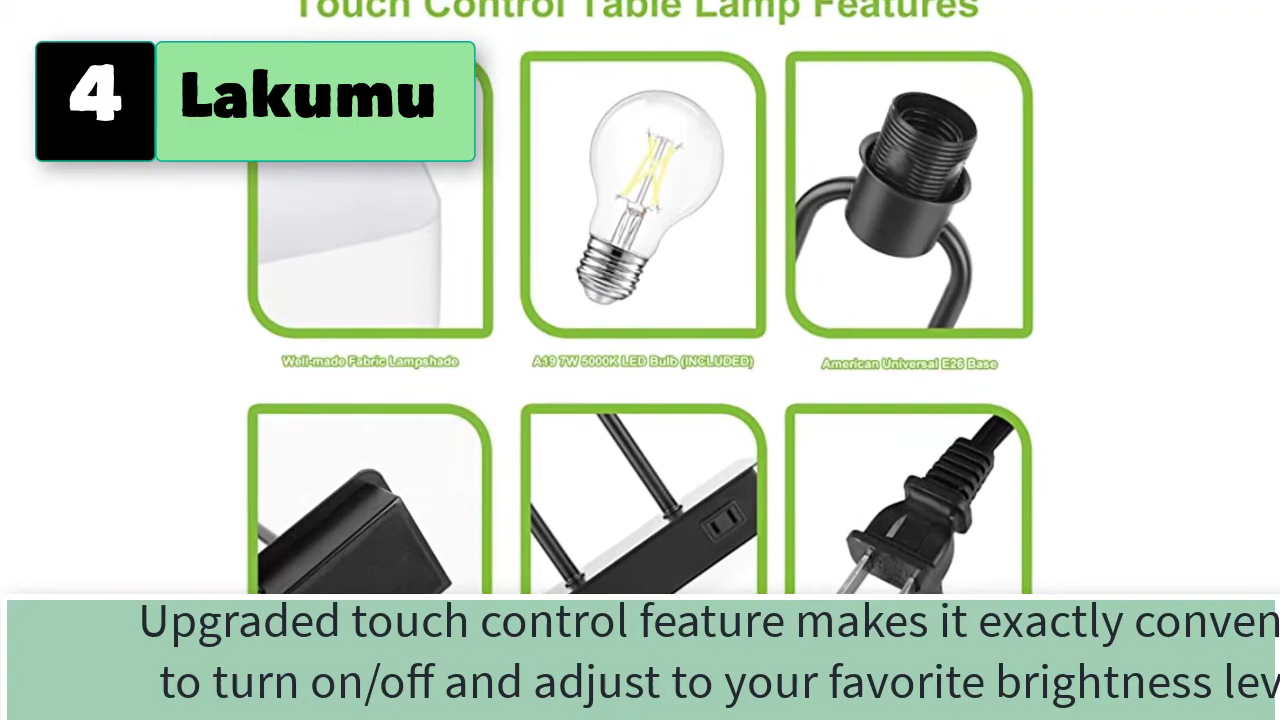 Touch Control Table Lamp Features
4 Lakumu
Well-made Fabric Lampshade
A19 7W 5000K LED Bulb (INCLUDED)
American Universal E26 Base
Upgraded touch control feature makes it exactly conven
to turn on/off and adjust to your favorite brightness lev